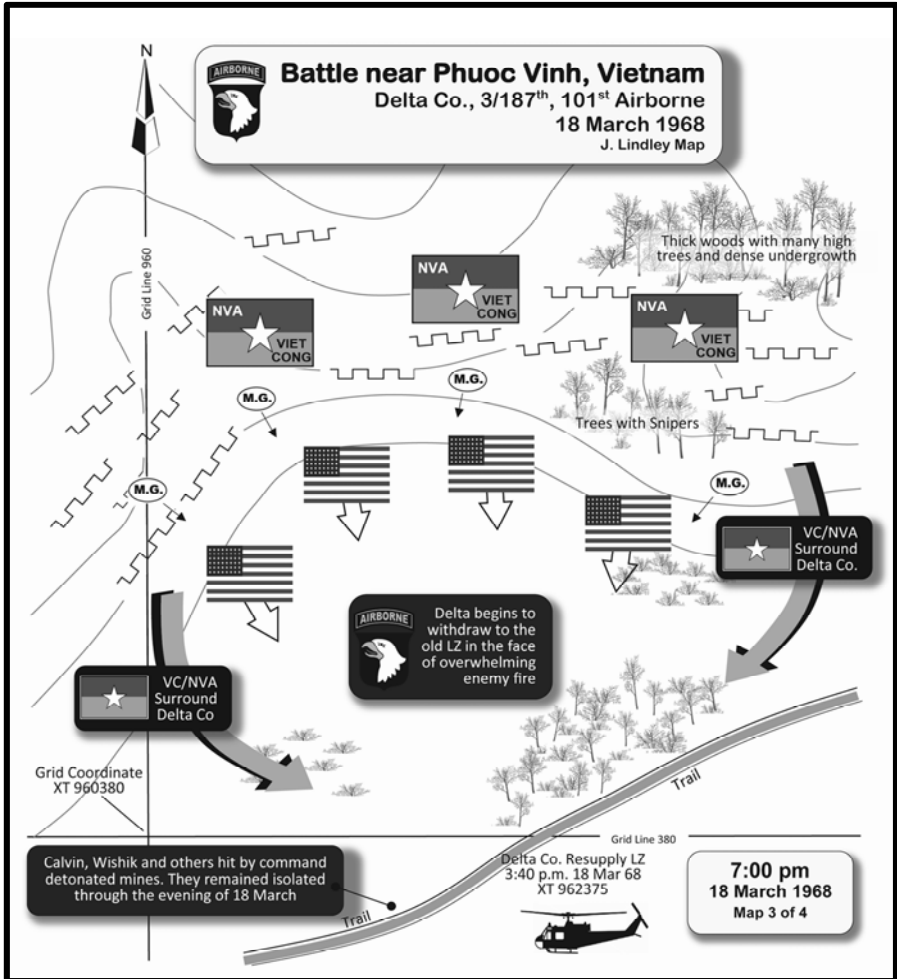 N
AIRBORNE
Battle near Phuoc Vinh, Vietnam
Delta Co., 3/187th, 101st Airborne
18 March 1968
J. Lindley Map
Grid Line 960
Thick woods with many high
trees and dense undergrowth
NVA
VIET
CONG
NVA
VIET
CONG
NVA
VIET
CONG
M.G.
M.G.
Trees with Snipers
M.G.
M.G.
VC/NVA
Surround
Delta Co.
AIRBORNE
Delta begins to
withdraw to the
old LZ in the face
of overwhelming
enemy fire
VC/NVA
Surround
Delta Co
Grid Coordinate
XT 960380
Trail
Grid Line 380
Calvin, Wishik and others hit by command
detonated mines. They remained isolated
through the evening of 18 March
Trail
Delta Co. Resupply LZ
3:40 p.m. 18 Mar 68
XT 962375
7:00 pm
18 March 1968
Map 3 of 4